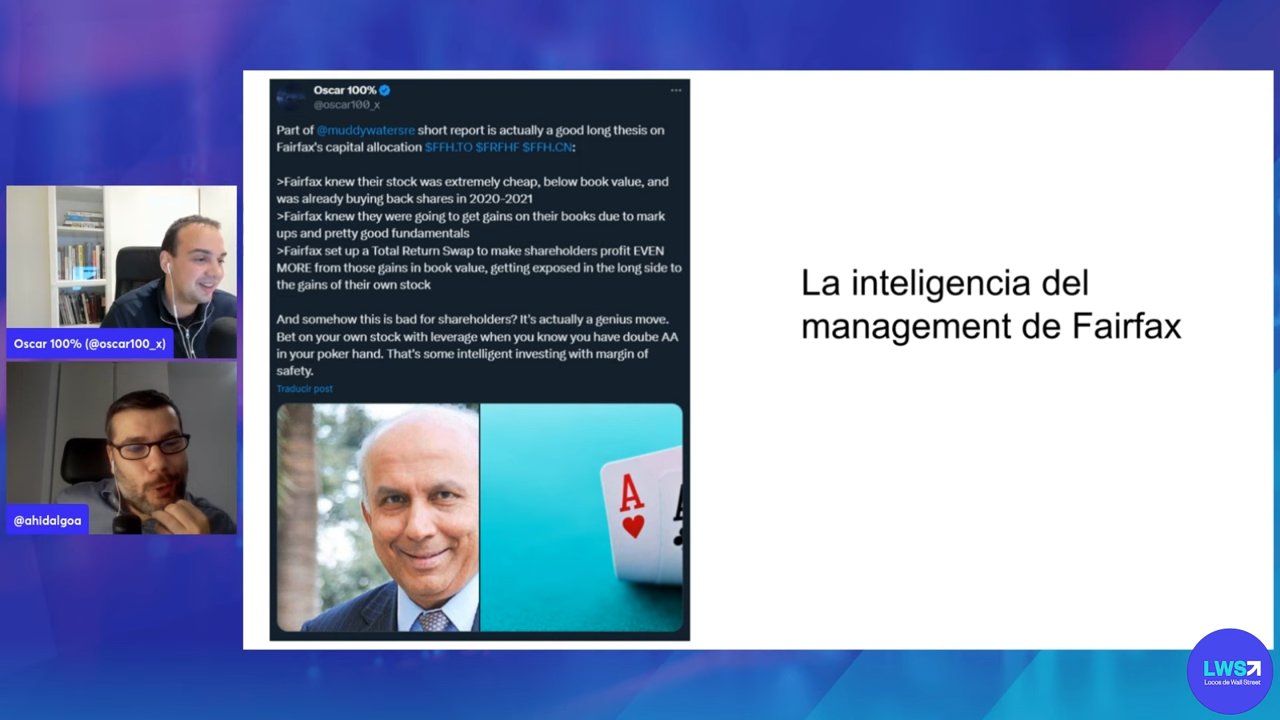 Oscar 100%
@oscar100_x
Part of @muddywatersre short report is actually a good long thesis on
Fairfax's capital allocation $FFH.TO $FRFHF $FFH.CN:
>Fairfax knew their stock was extremely cheap, below book value, and
was already buying back shares in 2020-2021
>Fairfax knew they were going to get gains on their books due to mark
ups and pretty good fundamentals
>Fairfax set up a Total Return Swap to make shareholders profit EVEN
MORE from those gains in book value, getting exposed in the long side to
the gains of their own stock
And somehow this is bad for shareholders? It's actually a genius move.
Bet on your own stock with leverage when you know you have doube AA
in your poker hand. That's some intelligent investing with margin of
safety.
Traducir post
A
La inteligencia del
management de Fairfax
Oscar 100% (@oscar100_x)
@ahidalgoa
LWS
Locos de Wall Street